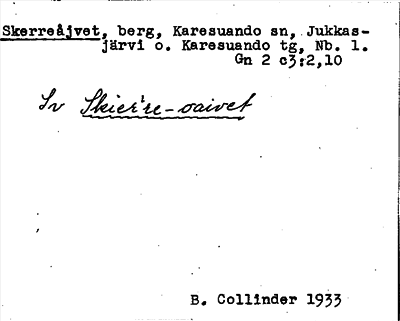 Skerreåjvet, berg, Karesuando sn, Jukkas-
järvi o. Karesuando tg, Nb. l.
Gn 2 c3:2,10
Lv Skier're-oaivet
B. Collinder 1933